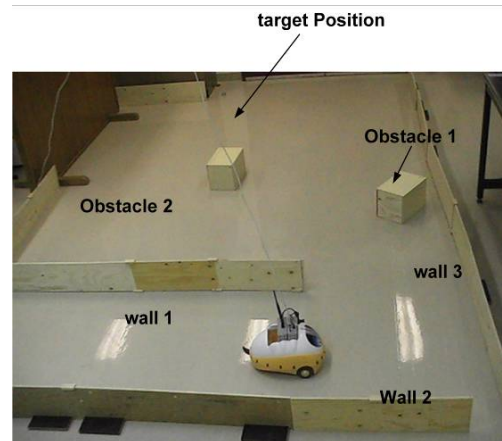 target Position
Obstacle 1
Obstacle 2
wall 3
wall 1
Wall 2